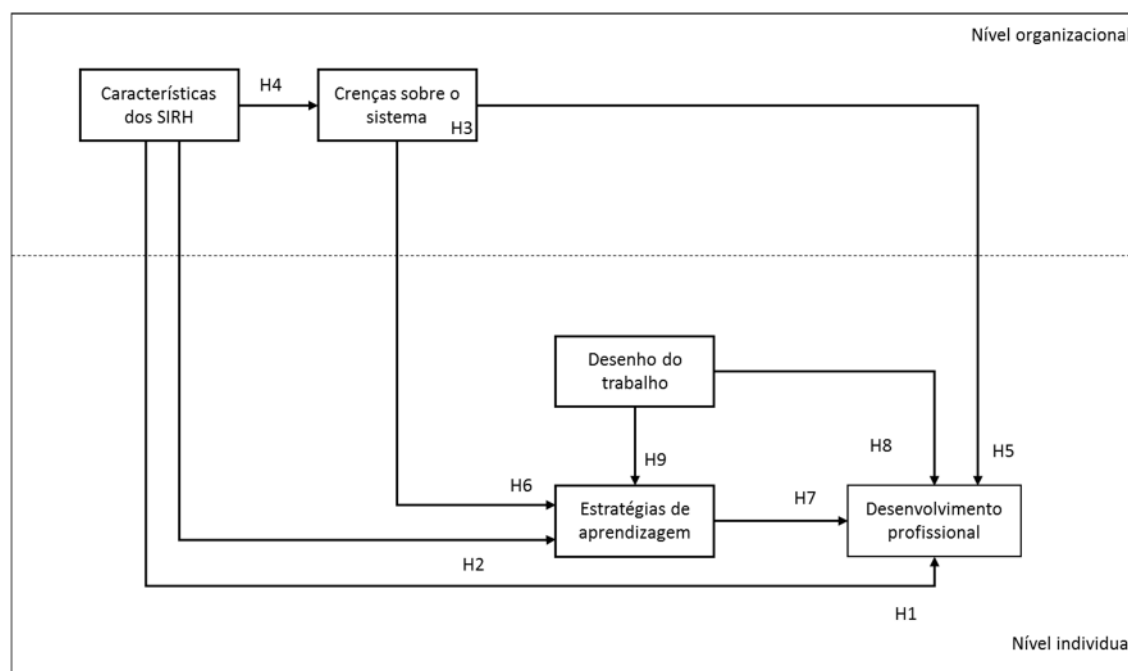 Nível organizacional
Características
dos SIRH
H4
Crenças sobre o
sistema
H3
Desenho do
trabalho
H9
H8
H5
H6
Estratégias de
aprendizagem
H7
Desenvolvimento
profissional
H2
H1
Nível individua